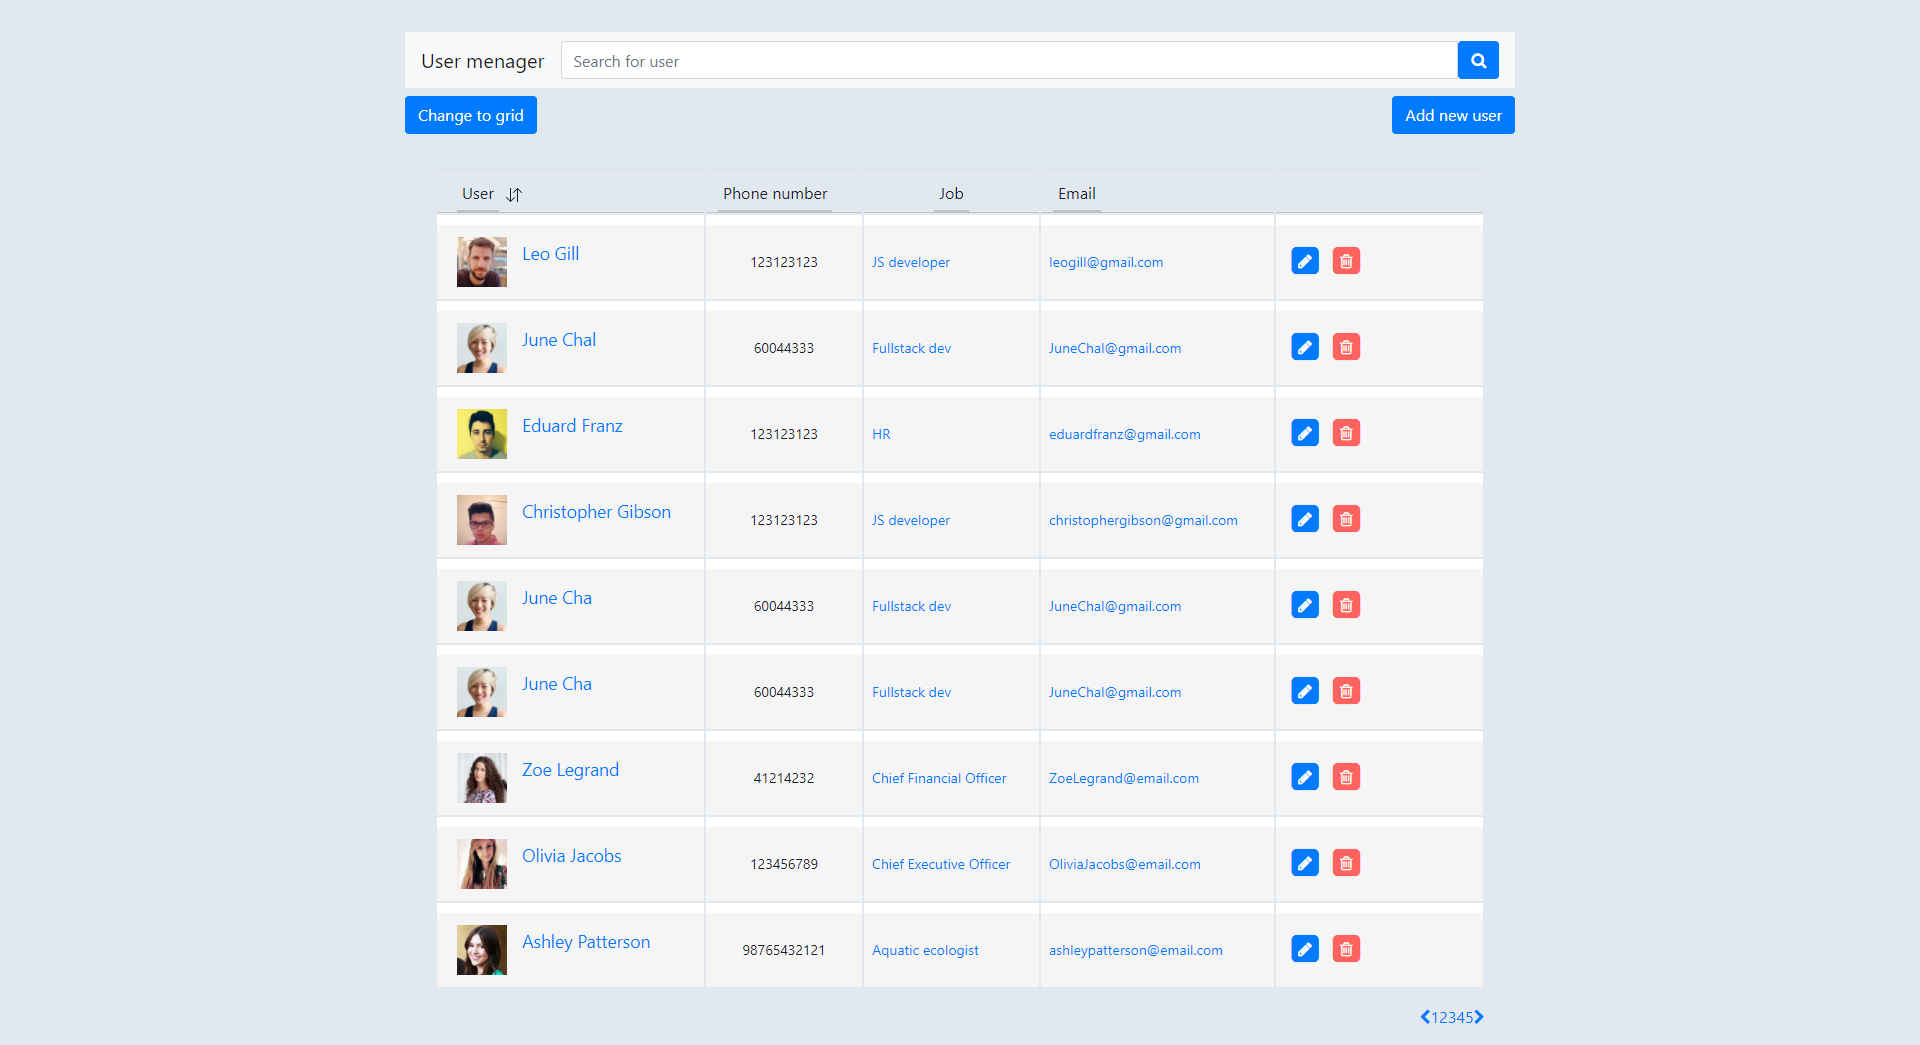 User menager
Search for user
Change to grid
Add new user
User Phone number Job Email
Leo Gill 123123123 JS developer leogill@gmail.com
June Chal 60044333 Fullstack dev JuneChal@gmail.com
Eduard Franz 123123123 HR eduardfranz@gmail.com
Christopher Gibson 123123123 JS developer christophergibson@gmail.com
June Cha 60044333 Fullstack dev JuneChal@gmail.com
June Cha 60044333 Fullstack dev JuneChal@gmail.com
Zoe Legrand 41214232 Chief Financial Officer ZoeLegrand@email.com
Olivia Jacobs 123456789 Chief Executive Officer OliviaJacobs@email.com
Ashley Patterson 98765432121 Aquatic ecologist ashleypatterson@email.com
12345